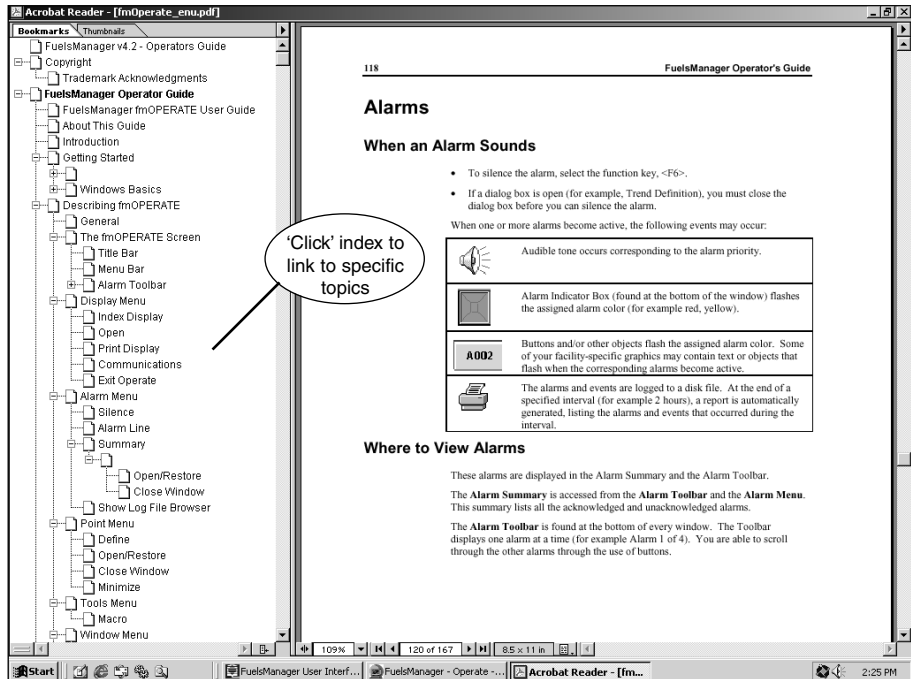 Acrobat Reader - [fmOperate_enu.pdf]
Bookmarks Thumbnails
FuelsManager v4.2 - Operators Guide
Copyright
Trademark Acknowledgments
FuelsManager Operator Guide
FuelsManager fmOPERATE User Guide
About This Guide
Introduction
Getting Started
Windows Basics
Describing fmOPERATE
General
The fmOPERATE Screen
Title Bar
Menu Bar
Alarm Toolbar
Display Menu
Index Display
Open
Print Display
Communications
Exit Operate
Alarm Menu
Silence
Alarm Line
Summary
Open/Restore
Close Window
Show Log File Browser
Point Menu
Define
Open/Restore
Close Window
Minimize
Tools Menu
Macro
Window Menu
'Click' index to
link to specific
topics
118 FuelsManager Operator's Guide
Alarms
When an Alarm Sounds
• To silence the alarm, select the function key, <F6>.
• If a dialog box is open (for example, Trend Definition), you must close the
dialog box before you can silence the alarm.
When one or more alarms become active, the following events may occur:
Audible tone occurs corresponding to the alarm priority.
Alarm Indicator Box (found at the bottom of the window) flashes
the assigned alarm color (for example red, yellow).
A002
Buttons and/or other objects flash the assigned alarm color. Some
of your facility-specific graphics may contain text or objects that
flash when the corresponding alarms become active.
The alarms and events are logged to a disk file. At the end of a
specified interval (for example 2 hours), a report is automatically
generated, listing the alarms and events that occurred during the
interval.
Where to View Alarms
These alarms are displayed in the Alarm Summary and the Alarm Toolbar.
The Alarm Summary is accessed from the Alarm Toolbar and the Alarm Menu.
This summary lists all the acknowledged and unacknowledged alarms.
The Alarm Toolbar is found at the bottom of every window. The Toolbar
displays one alarm at a time (for example Alarm 1 of 4). You are able to scroll
through the other alarms through the use of buttons.
109% 120 of 167 8.5 x 11 in
Start FuelsManager User Interf... FuelsManager - Operate -... Acrobat Reader - [fm... 2:25 PM